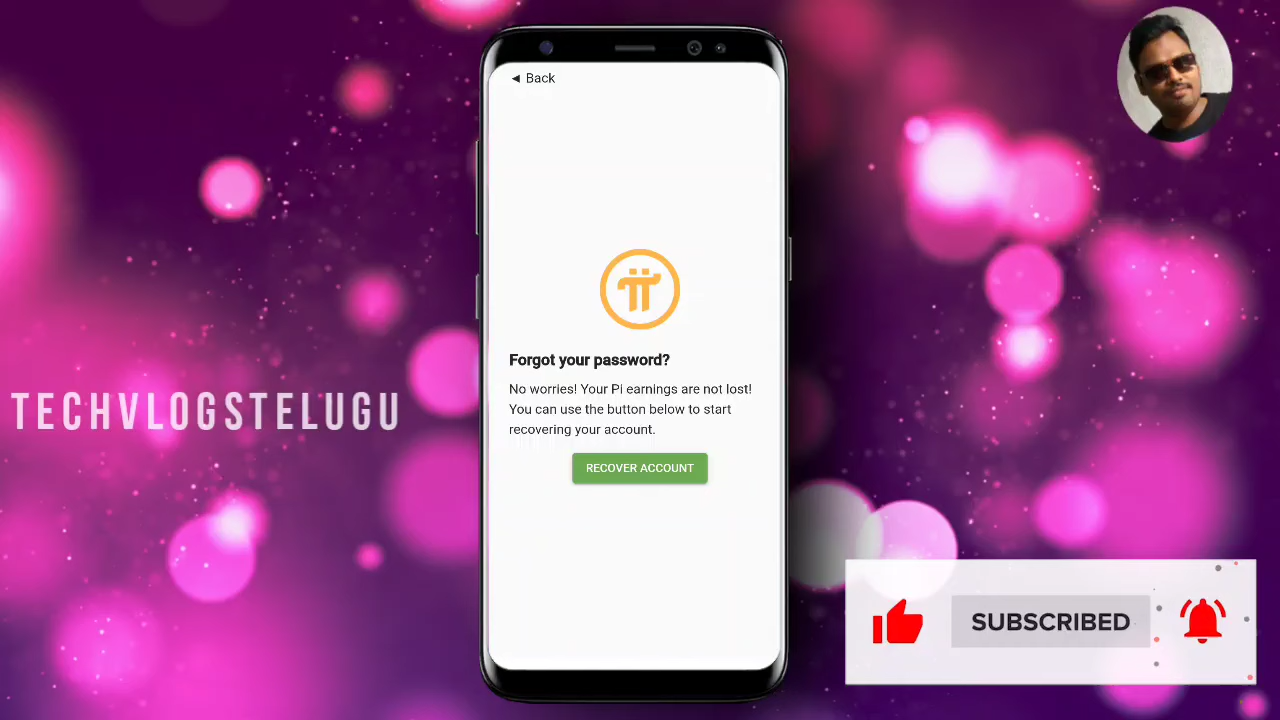 ◄ Back
Forgot your password?
No worries! Your Pi earnings are not lost!
You can use the button below to start
recovering your account.
RECOVER ACCOUNT
TECHVLOGSTELUGU
SUBSCRIBED